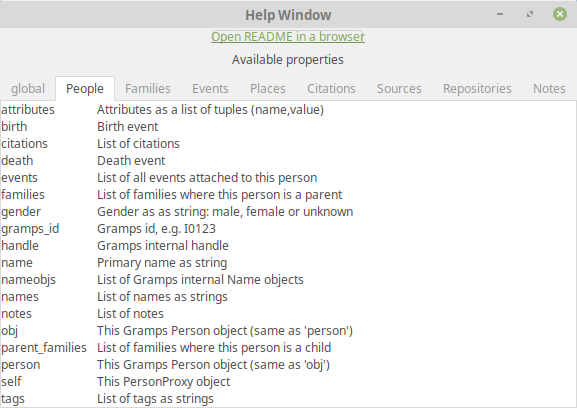 Help Window
Open README in a browser
Available properties
global People Families Events Places Citations Sources Repositories Notes
attributes Attributes as a list of tuples (name,value)
birth Birth event
citations List of citations
death Death event
events List of all events attached to this person
families List of families where this person is a parent
gender Gender as as string: male, female or unknown
gramps_id Gramps id, e.g. I0123
handle Gramps internal handle
name Primary name as string
nameobjs List of Gramps internal Name objects
names List of names as strings
notes List of notes
obj This Gramps Person object (same as 'person')
parent_families List of families where this person is a child
person This Gramps Person object (same as 'obj')
self This PersonProxy object
tags List of tags as strings